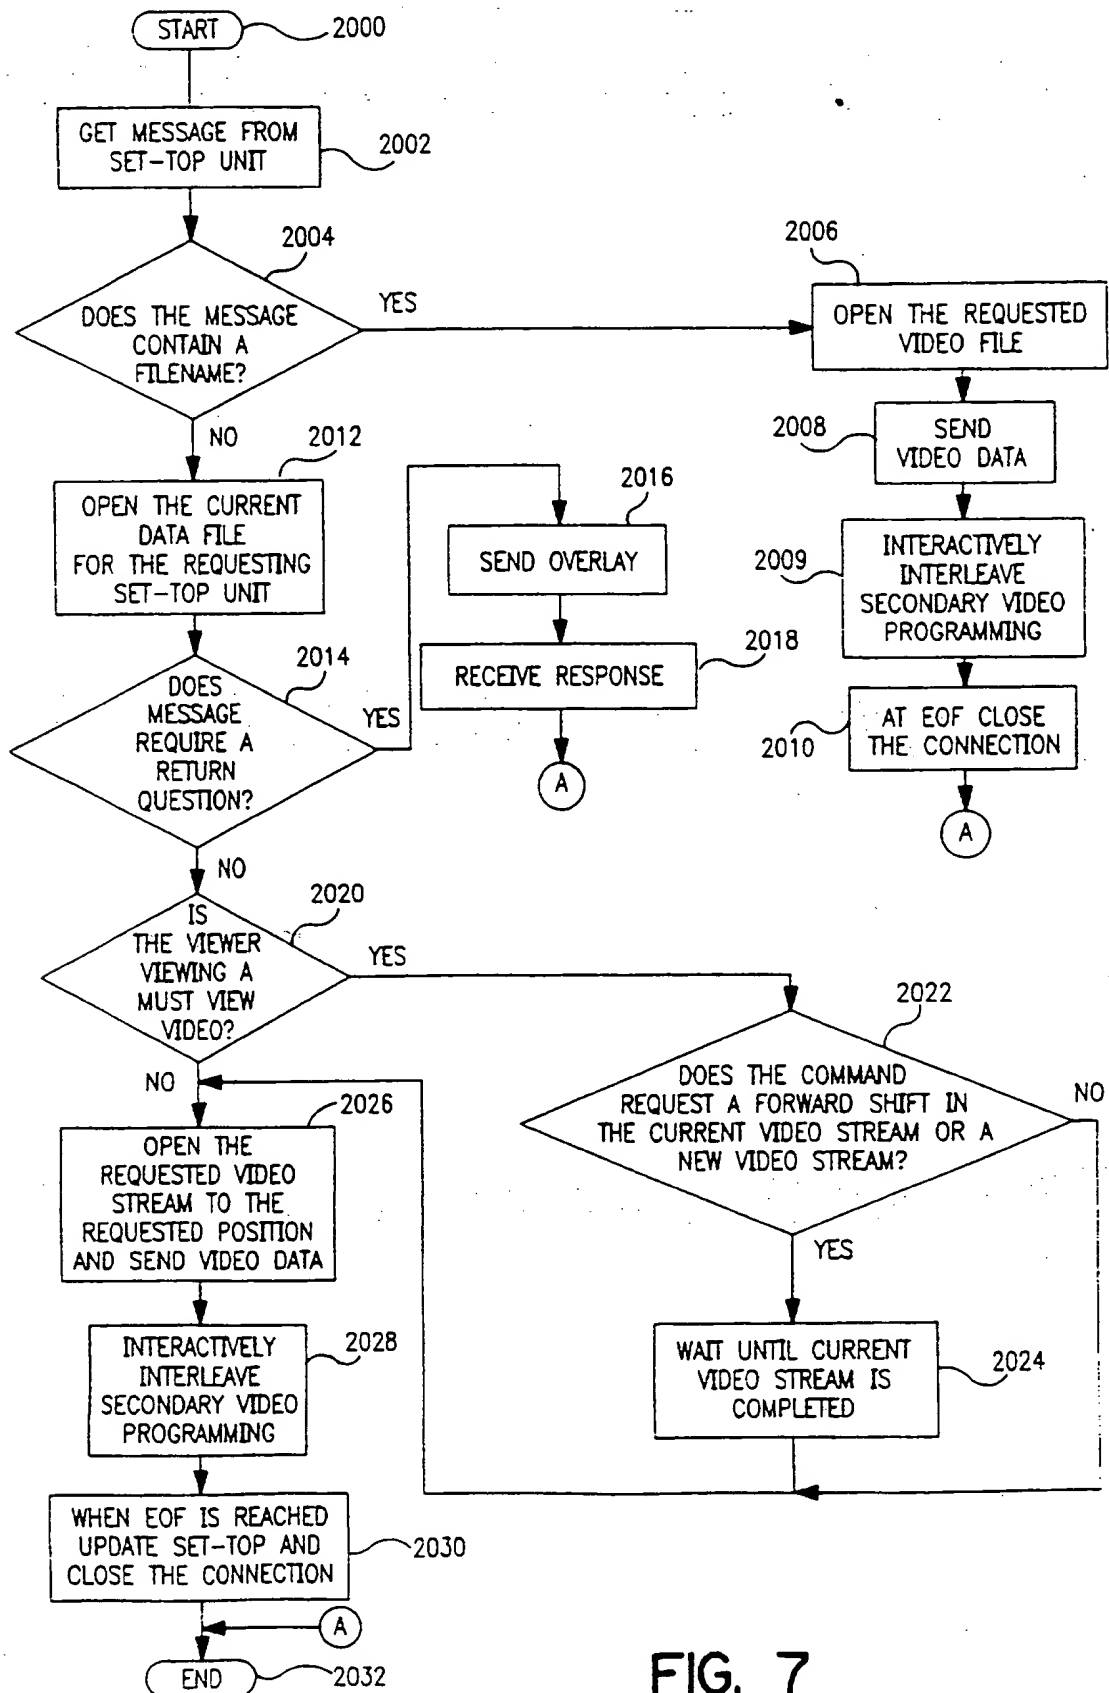 START
2000
GET MESSAGE FROM
SET-TOP UNIT
2002
2004
DOES THE MESSAGE
CONTAIN A
FILENAME?
YES
NO
2006
OPEN THE REQUESTED
VIDEO FILE
2008
SEND
VIDEO DATA
2009
INTERACTIVELY
INTERLEAVE
SECONDARY VIDEO
PROGRAMMING
2010
AT EOF CLOSE
THE CONNECTION
A
2012
OPEN THE CURRENT
DATA FILE
FOR THE REQUESTING
SET-TOP UNIT
2014
DOES
MESSAGE
REQUIRE A
RETURN
QUESTION?
YES
NO
2016
SEND OVERLAY
RECEIVE RESPONSE
2018
A
2020
IS
THE VIEWER
VIEWING A
MUST VIEW
VIDEO?
YES
NO
2022
DOES THE COMMAND
REQUEST A FORWARD SHIFT IN
THE CURRENT VIDEO STREAM OR A
NEW VIDEO STREAM?
NO
YES
WAIT UNTIL CURRENT
VIDEO STREAM IS
COMPLETED
2024
2026
OPEN THE
REQUESTED VIDEO
STREAM TO THE
REQUESTED POSITION
AND SEND VIDEO DATA
INTERACTIVELY
INTERLEAVE
SECONDARY VIDEO
PROGRAMMING
2028
WHEN EOF IS REACHED
UPDATE SET-TOP AND
CLOSE THE CONNECTION
2030
A
END
2032
FIG. 7